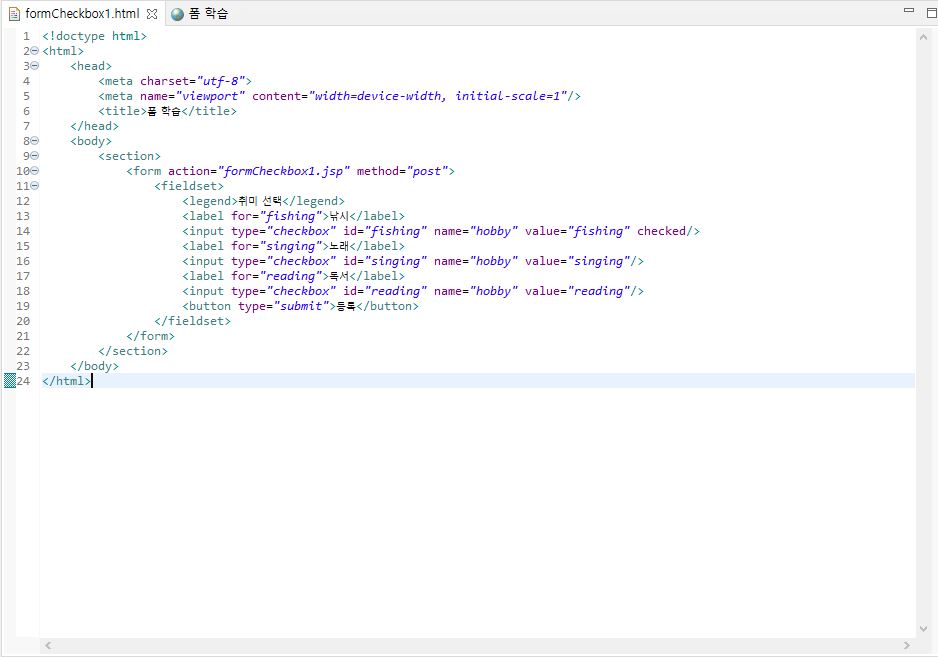 formCheckbox1.html 폼 학습
1 <!doctype html>
2 <html>
3 <head>
4 <meta charset="utf-8">
5 <meta name="viewport" content="width=device-width, initial-scale=1"/>
6 <title>폼 학습</title>
7 </head>
8 <body>
9 <section>
10 <form action="formCheckbox1.jsp" method="post">
11 <fieldset>
12 <legend>취미 선택</legend>
13 <label for="fishing">낚시</label>
14 <input type="checkbox" id="fishing" name="hobby" value="fishing" checked/>
15 <label for="singing">노래</label>
16 <input type="checkbox" id="singing" name="hobby" value="singing"/>
17 <label for="reading">독서</label>
18 <input type="checkbox" id="reading" name="hobby" value="reading"/>
19 <button type="submit">등록</button>
20 </fieldset>
21 </form>
22 </section>
23 </body>
24 </html>